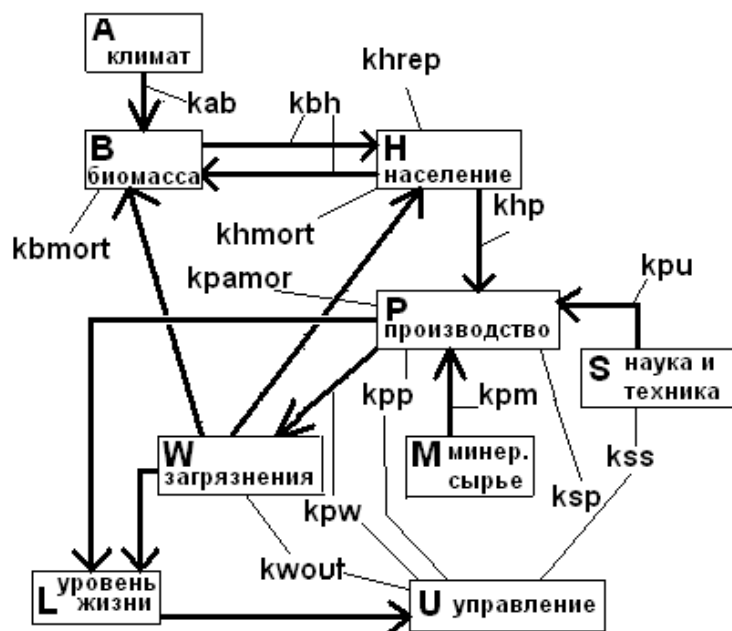 A
климат
kab
khrep
kbh
B
биомасса
H
население
kbmort
khmort
khp
kpamor
kpu
P
производство
S наука и
техника
kpp
kpm
W
загрязнения
M минер.
сырье
kss
ksp
kpw
kwout
L уровень
жизни
U управление